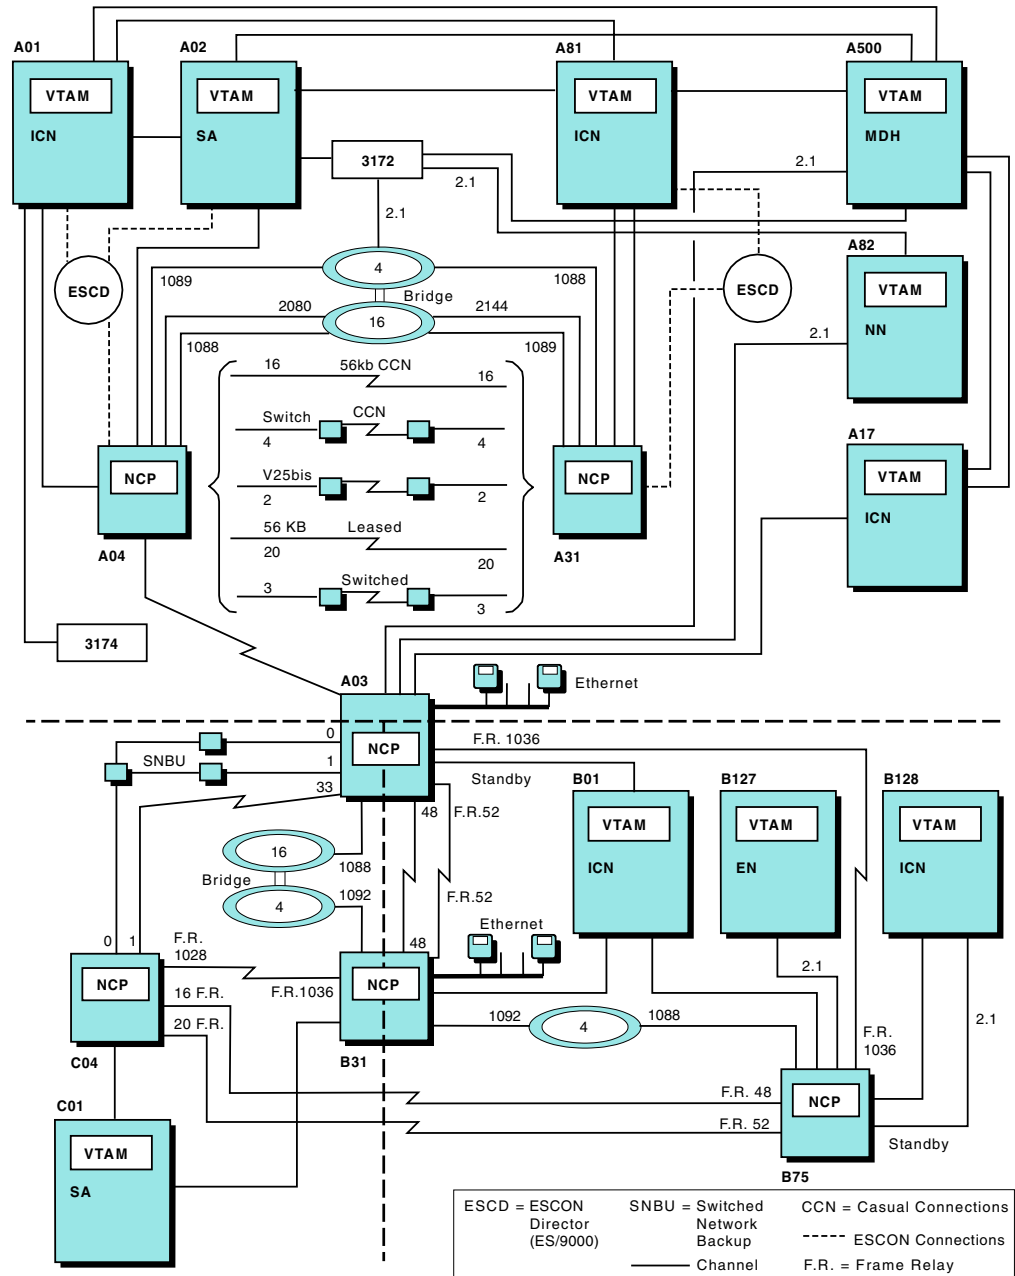 A01
A02
A81
A500
VTAM
VTAM
VTAM
VTAM
ICN
SA
ICN
MDH
3172
2.1
2.1
2.1
A82
ESCD
4
ESCD
VTAM
1089
1088
Bridge
2080
16
2144
NN
2.1
1088
1089
16
56kb CCN
16
Switch
CCN
4
4
A17
NCP
V25bis
NCP
VTAM
2
2
ICN
56 KB
Leased
20
20
A04
A31
Switched
3
3
3174
A03
Ethernet
0
NCP
F.R. 1036
SNBU
1
Standby
33
B01
B127
B128
48
F.R.52
VTAM
VTAM
VTAM
16
1088
ICN
EN
ICN
Bridge
4
1092
F.R.52
Ethernet
0
1
F.R.
1028
48
NCP
NCP
2.1
F.R.1036
16 F.R.
1092
4
1088
2.1
20 F.R.
F.R.
1036
C04
B31
F.R. 48
NCP
C01
F.R. 52
Standby
VTAM
B75
SA
ESCD = ESCON
Director
(ES/9000)
SNBU = Switched
Network
Backup
Channel
CCN = Casual Connections
ESCON Connections
F.R. = Frame Relay